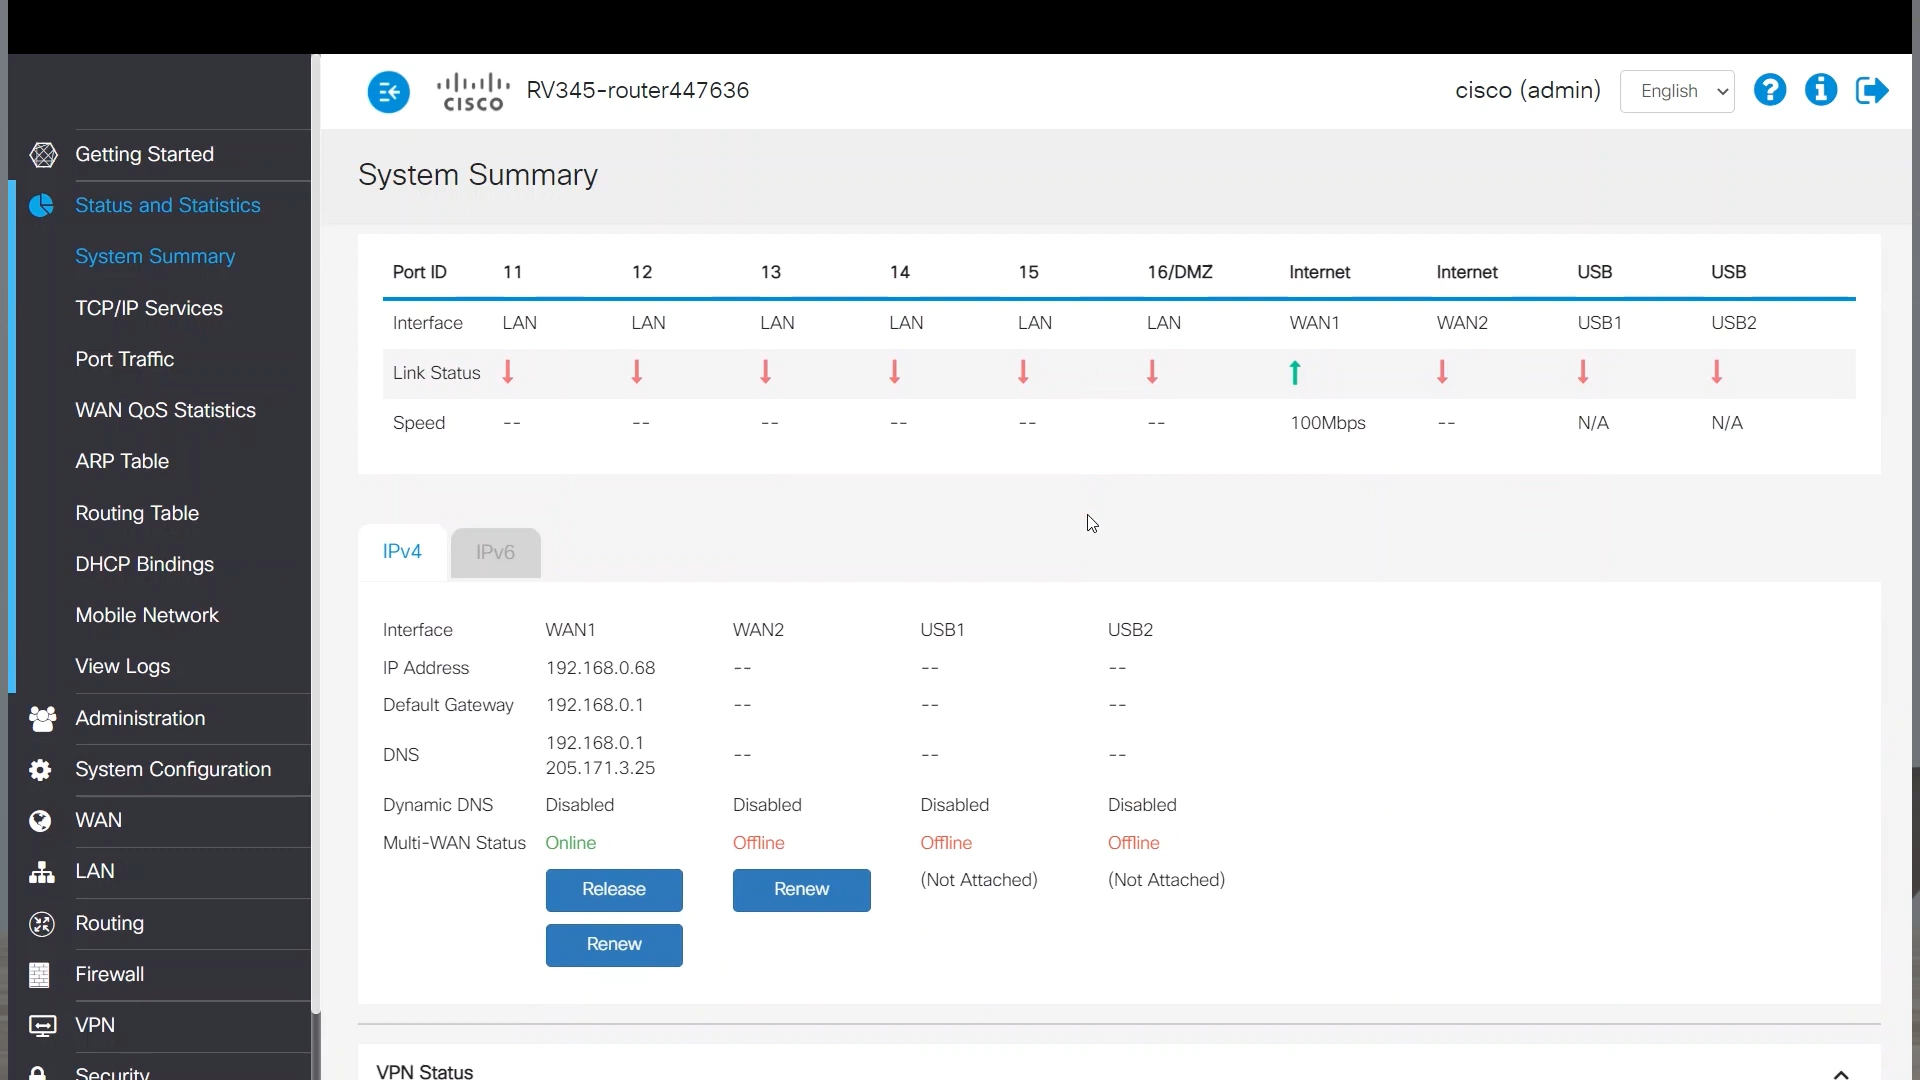 CISCO RV345-router447636 cisco (admin) English
Getting Started
Status and Statistics
System Summary
TCP/IP Services
Port Traffic
WAN QoS Statistics
ARP Table
Routing Table
DHCP Bindings
Mobile Network
View Logs
Administration
System Configuration
WAN
LAN
Routing
Firewall
VPN
Security
System Summary
Port ID 11 12 13 14 15 16/DMZ Internet Internet USB USB
Interface LAN LAN LAN LAN LAN LAN WAN1 WAN2 USB1 USB2
Link Status
Speed -- -- -- -- -- -- 100Mbps -- N/A N/A
IPv4 IPv6
Interface WAN1 WAN2 USB1 USB2
IP Address 192.168.0.68 -- -- --
Default Gateway 192.168.0.1 -- -- --
DNS 192.168.0.1 -- -- --
205.171.3.25
Dynamic DNS Disabled Disabled Disabled Disabled
Multi-WAN Status Online Offline Offline Offline
Release Renew (Not Attached) (Not Attached)
Renew
VPN Status